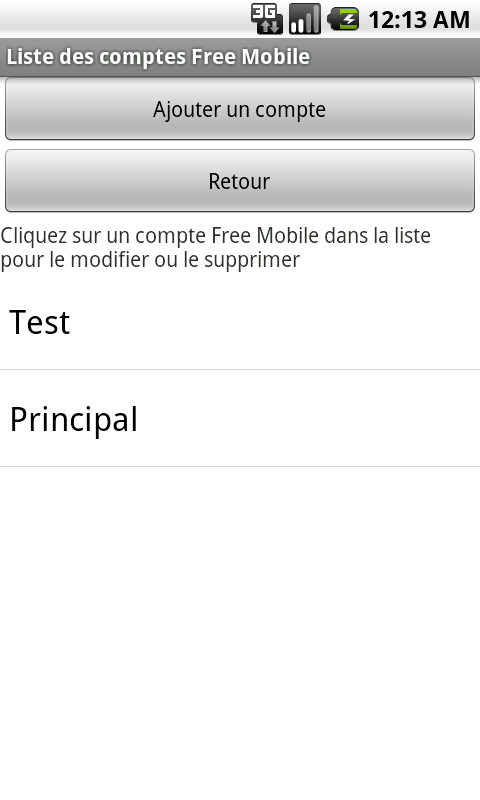 3G
12:13 AM
Liste des comptes Free Mobile
Ajouter un compte
Retour
Cliquez sur un compte Free Mobile dans la liste
pour le modifier ou le supprimer
Test
Principal